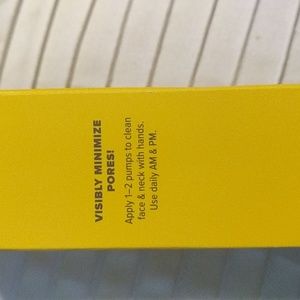 VISIBLY MINIMIZE
PORES!
Apply 1–2 pumps to clean
face & neck with hands.
Use daily AM & PM.